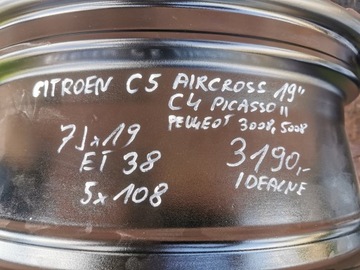 CITROEN C5 AIRCROSS 19"
C4 PICASSO II
PEUGEOT 3008, 5008
7Jx19
ET 38
5x108
3190,-
IDEALNE